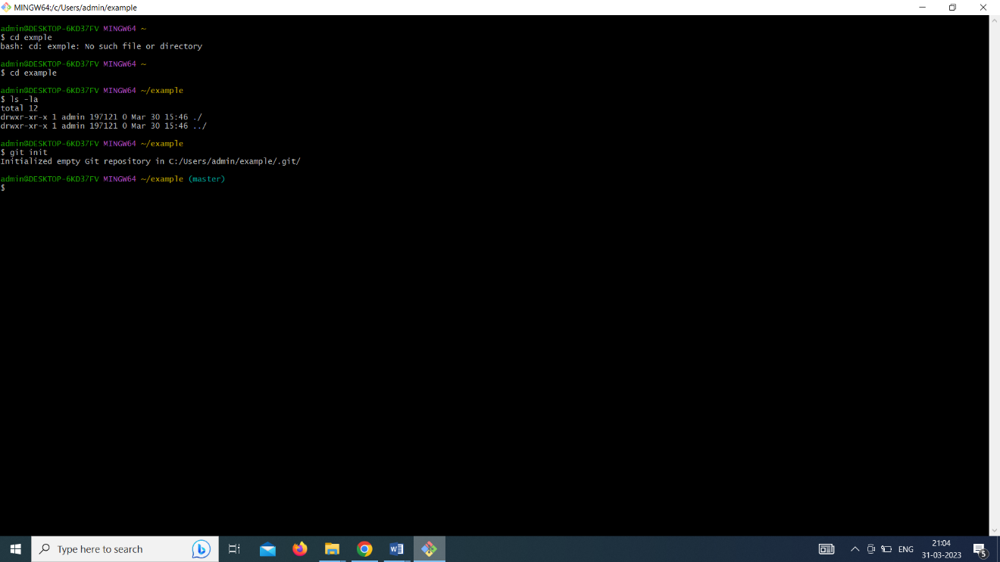 MINGW64:/c/Users/admin/example
admin@DESKTOP-6KD37FV MINGW64 ~
$ cd exmple
bash: cd: exmple: No such file or directory
admin@DESKTOP-6KD37FV MINGW64 ~
$ cd example
admin@DESKTOP-6KD37FV MINGW64 ~/example
$ ls -la
total 12
drwxr-xr-x 1 admin 197121 0 Mar 30 15:46 ./
drwxr-xr-x 1 admin 197121 0 Mar 30 15:46 ../
admin@DESKTOP-6KD37FV MINGW64 ~/example
$ git init
Initialized empty Git repository in C:/Users/admin/example/.git/
admin@DESKTOP-6KD37FV MINGW64 ~/example (master)
$
Type here to search
ENG
21:04
31-03-2023
5